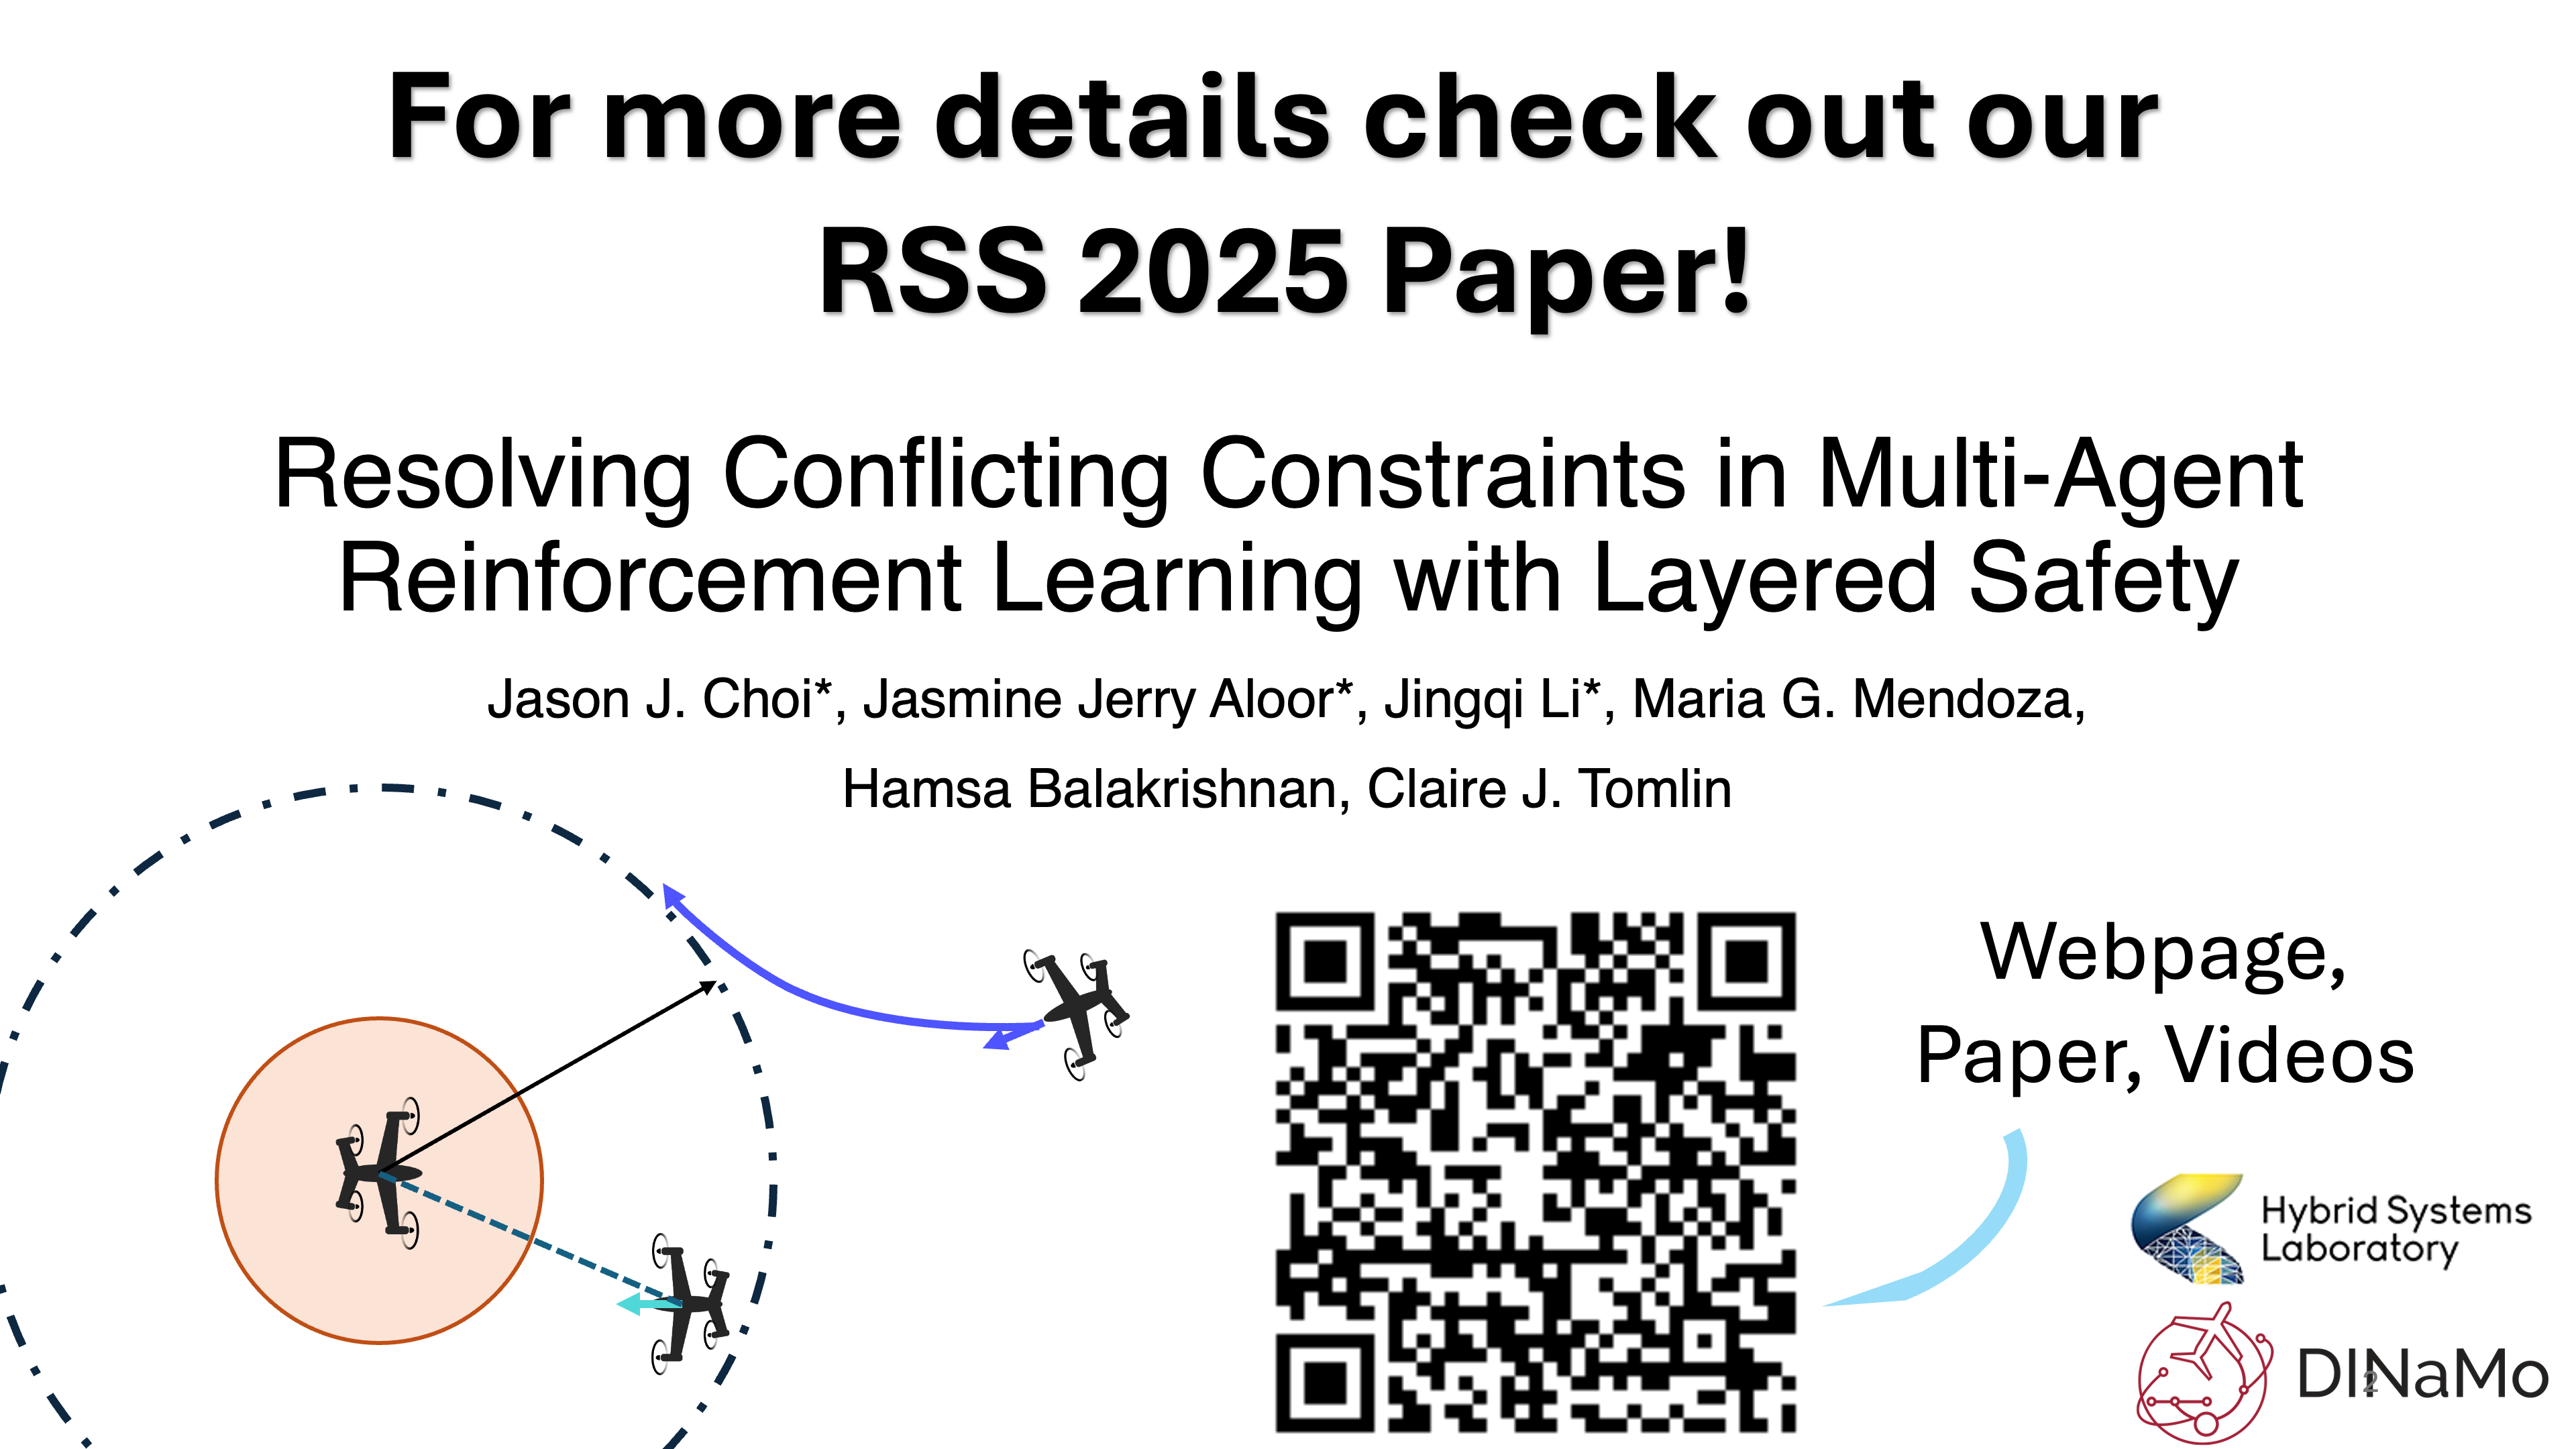 For more details check out our
RSS 2025 Paper!
Resolving Conflicting Constraints in Multi-Agent
Reinforcement Learning with Layered Safety
Jason J. Choi*, Jasmine Jerry Aloor*, Jingqi Li*, Maria G. Mendoza,
Hamsa Balakrishnan, Claire J. Tomlin
Webpage,
Paper, Videos
Hybrid Systems
Laboratory
DINaMo
2